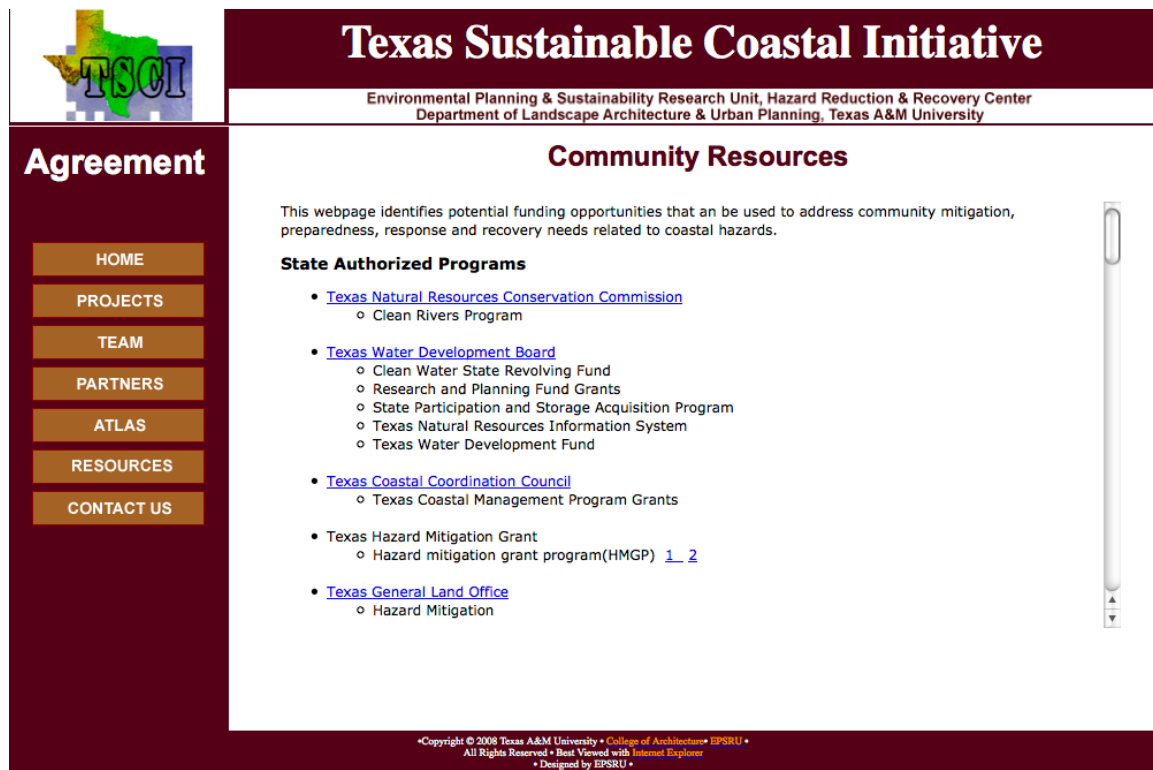 TSCI
Texas Sustainable Coastal Initiative
Environmental Planning & Sustainability Research Unit, Hazard Reduction & Recovery Center
Department of Landscape Architecture & Urban Planning, Texas A&M University
Agreement
HOME
PROJECTS
TEAM
PARTNERS
ATLAS
RESOURCES
CONTACT US
Community Resources
This webpage identifies potential funding opportunities that an be used to address community mitigation,
preparedness, response and recovery needs related to coastal hazards.
State Authorized Programs
• Texas Natural Resources Conservation Commission
◦ Clean Rivers Program
• Texas Water Development Board
◦ Clean Water State Revolving Fund
◦ Research and Planning Fund Grants
◦ State Participation and Storage Acquisition Program
◦ Texas Natural Resources Information System
◦ Texas Water Development Fund
• Texas Coastal Coordination Council
◦ Texas Coastal Management Program Grants
• Texas Hazard Mitigation Grant
◦ Hazard mitigation grant program(HMGP) 1 2
• Texas General Land Office
◦ Hazard Mitigation
•Copyright © 2008 Texas A&M University • College of Architecture• EPSRU •
All Rights Reserved • Best Viewed with Internet Explorer
• Designed by EPSRU •